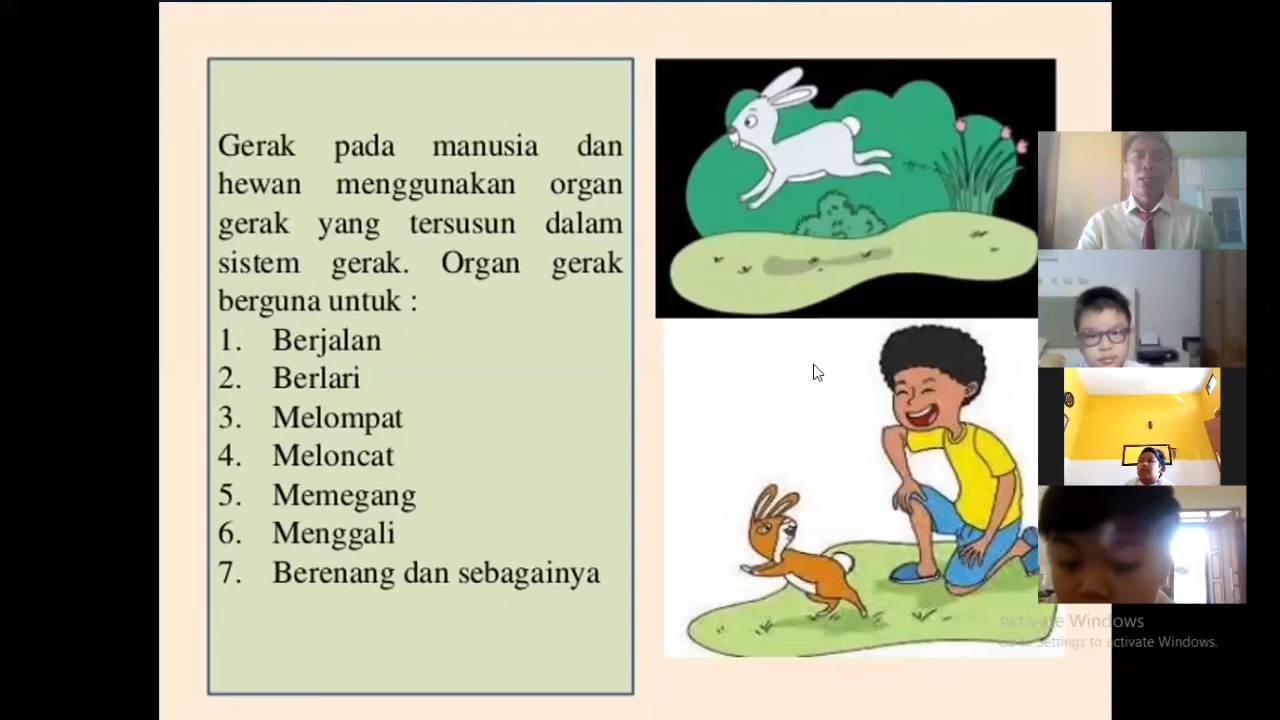 Gerak pada manusia dan
hewan menggunakan organ
gerak yang tersusun dalam
sistem gerak. Organ gerak
berguna untuk :
1. Berjalan
2. Berlari
3. Melompat
4. Meloncat
5. Memegang
6. Menggali
7. Berenang dan sebagainya
Activate Windows
Go to Settings to activate Windows.